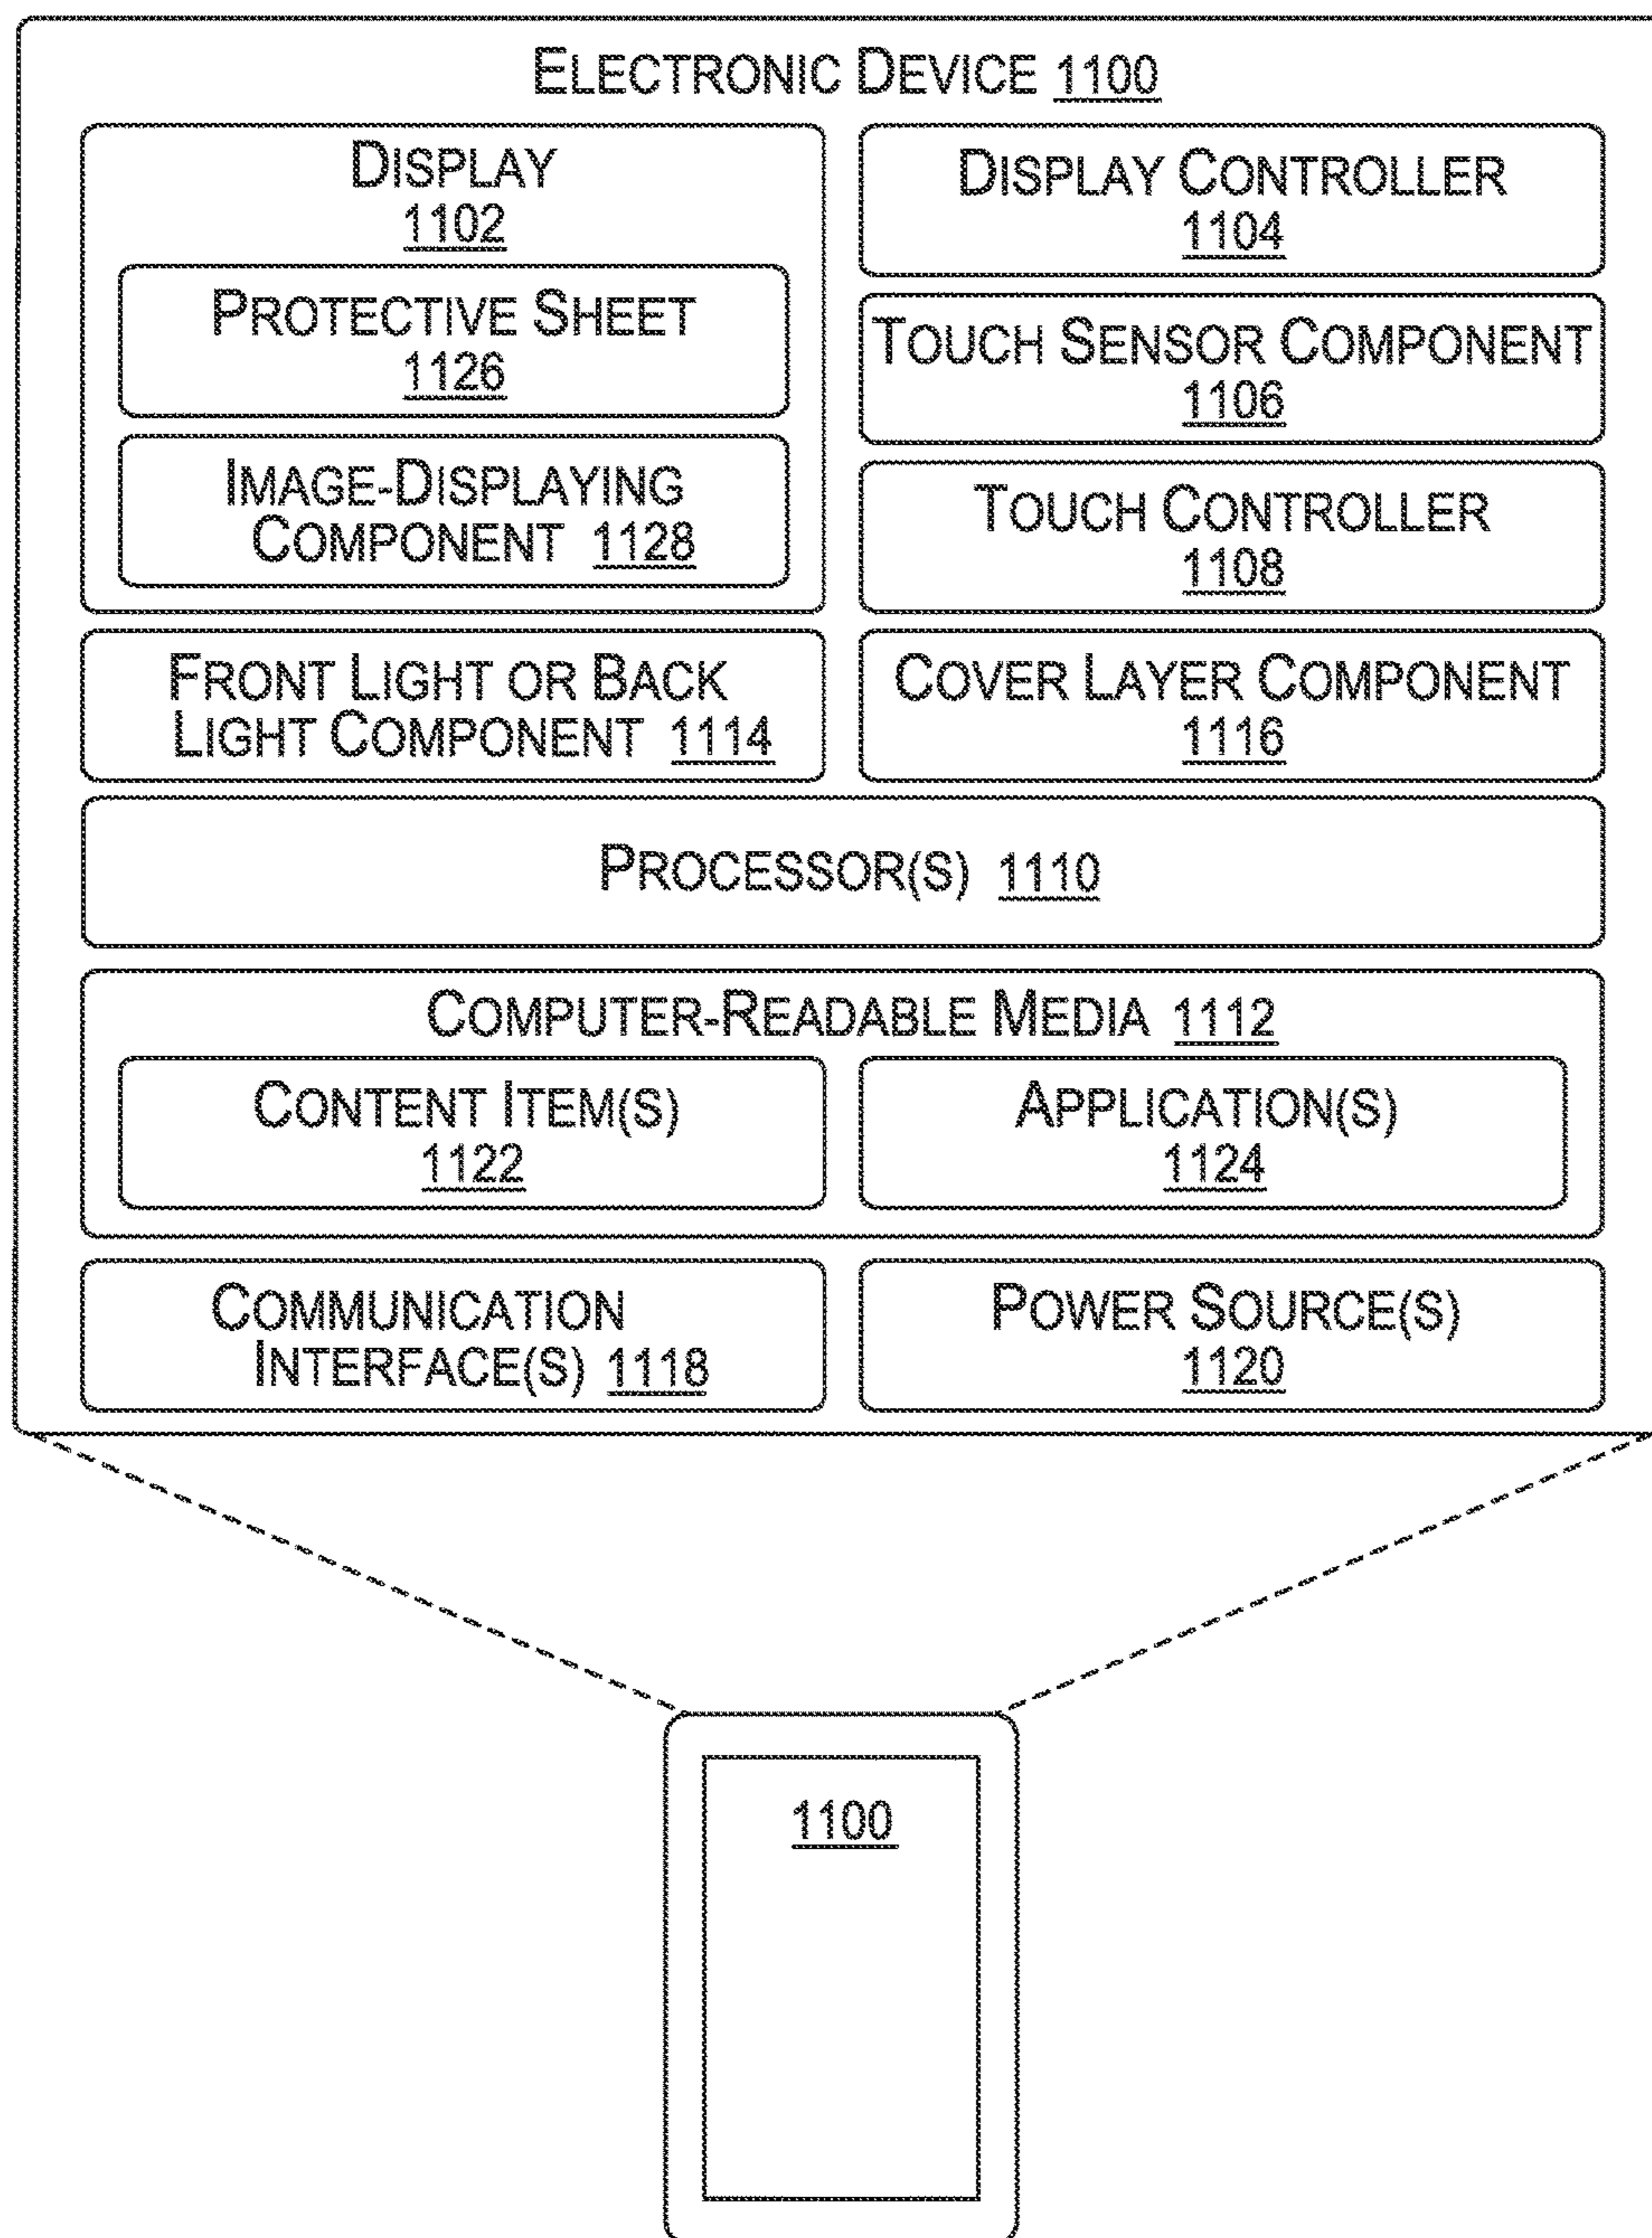 ELECTRONIC DEVICE 1100
DISPLAY
1102
PROTECTIVE SHEET
1126
IMAGE-DISPLAYING
COMPONENT 1128
DISPLAY CONTROLLER
1104
TOUCH SENSOR COMPONENT
1106
TOUCH CONTROLLER
1108
FRONT LIGHT OR BACK
LIGHT COMPONENT 1114
COVER LAYER COMPONENT
1116
PROCESSOR(S) 1110
COMPUTER-READABLE MEDIA 1112
CONTENT ITEM(S)
1122
APPLICATION(S)
1124
COMMUNICATION
INTERFACE(S) 1118
POWER SOURCE(S)
1120
1100